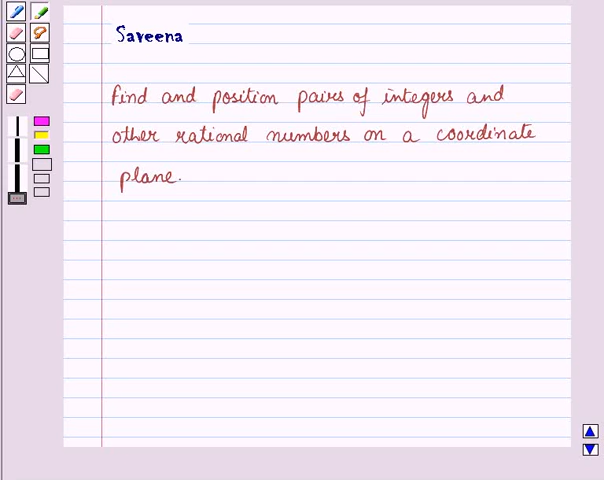 Saveena
Find and position pairs of integers and
other rational numbers on a coordinate
plane.